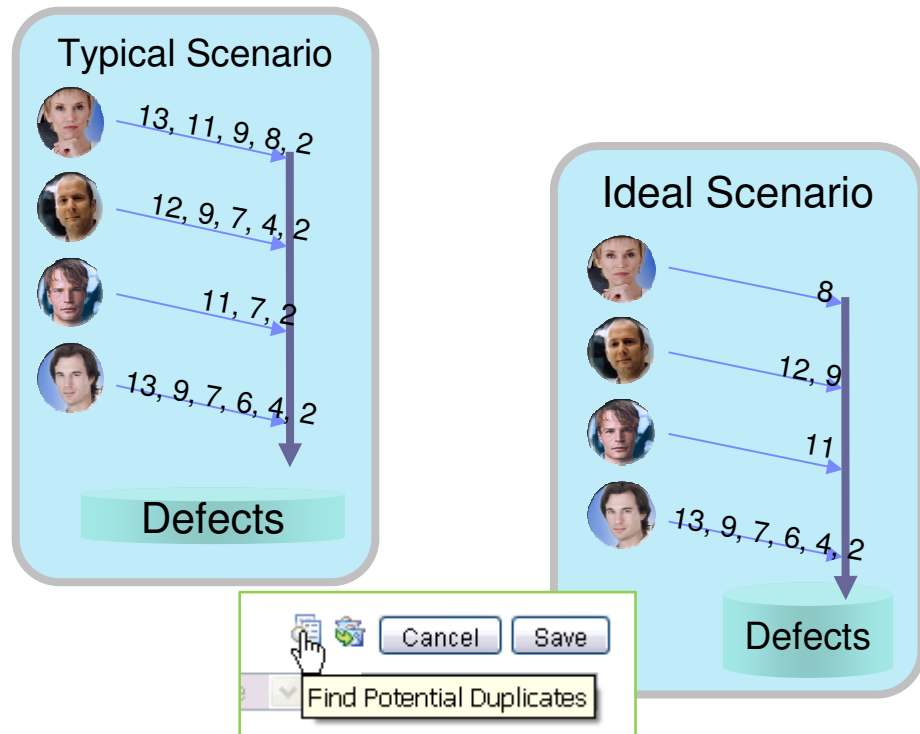 Typical Scenario
13, 11, 9, 8, 2
12, 9, 7, 4, 2
11, 7, 2
13, 9, 7, 6, 4, 2
Defects
Ideal Scenario
8
12, 9
11
13, 9, 7, 6, 4, 2
Defects
Cancel Save
e
Find Potential Duplicates